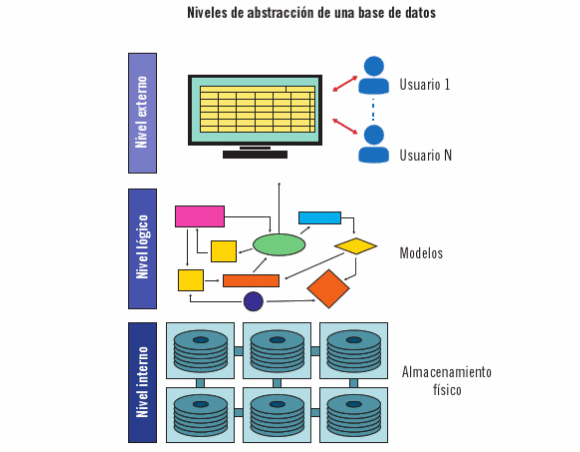 Niveles de abstracción de una base de datos
Nivel externo
Usuario 1
Usuario N
Nivel lógico
Modelos
Nivel interno
Almacenamiento
físico